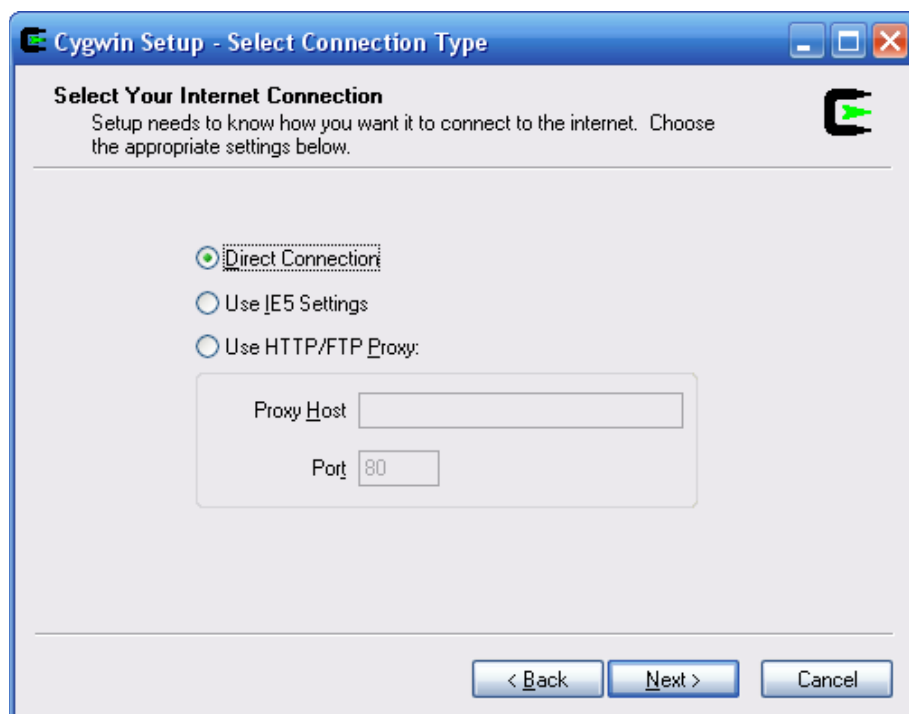 Cygwin Setup - Select Connection Type
Select Your Internet Connection
Setup needs to know how you want it to connect to the internet. Choose
the appropriate settings below.
Direct Connection
Use IE5 Settings
Use HTTP/FTP Proxy:
Proxy Host
Port 80
< Back Next > Cancel